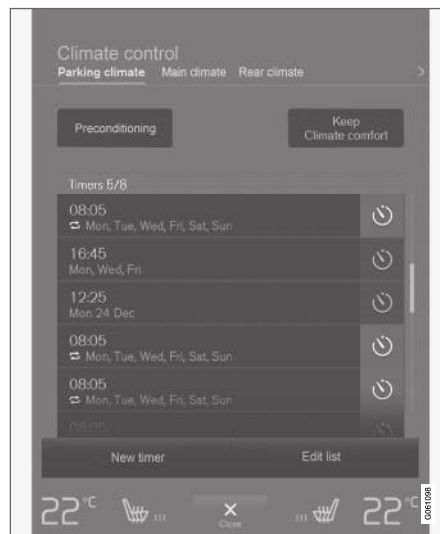 Climate control
Parking climate Main climate Rear climate
Preconditioning
Keep
Climate comfort
Timers 5/8
08:05
Mon, Tue, Wed, Fri, Sat, Sun
16:45
Mon, Wed, Fri
12:25
Mon 24 Dec
08:05
Mon, Tue, Wed, Fri, Sat, Sun
08:05
Mon, Tue, Wed, Fri, Sat, Sun
08:05
New timer Edit list
22°C 22°C
Close
G061098